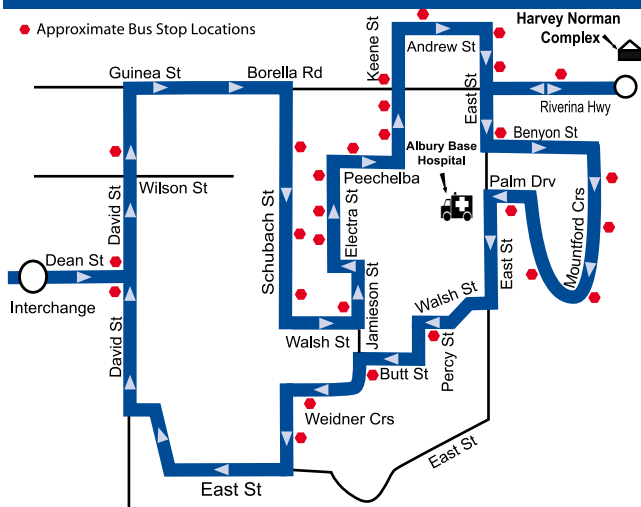 Approximate Bus Stop Locations
Harvey Norman
Complex
Keene St
Andrew St
Guinea St
Borella Rd
East St
Riverina Hwy
Benyon St
Albury Base
Hospital
Peechelba
Palm Drv
Wilson St
David St
Electra St
Mountford Crs
Schubach St
Dean St
East St
Interchange
Jamieson St
Walsh St
Walsh St
David St
Percy St
Butt St
Weidner Crs
East St
East St